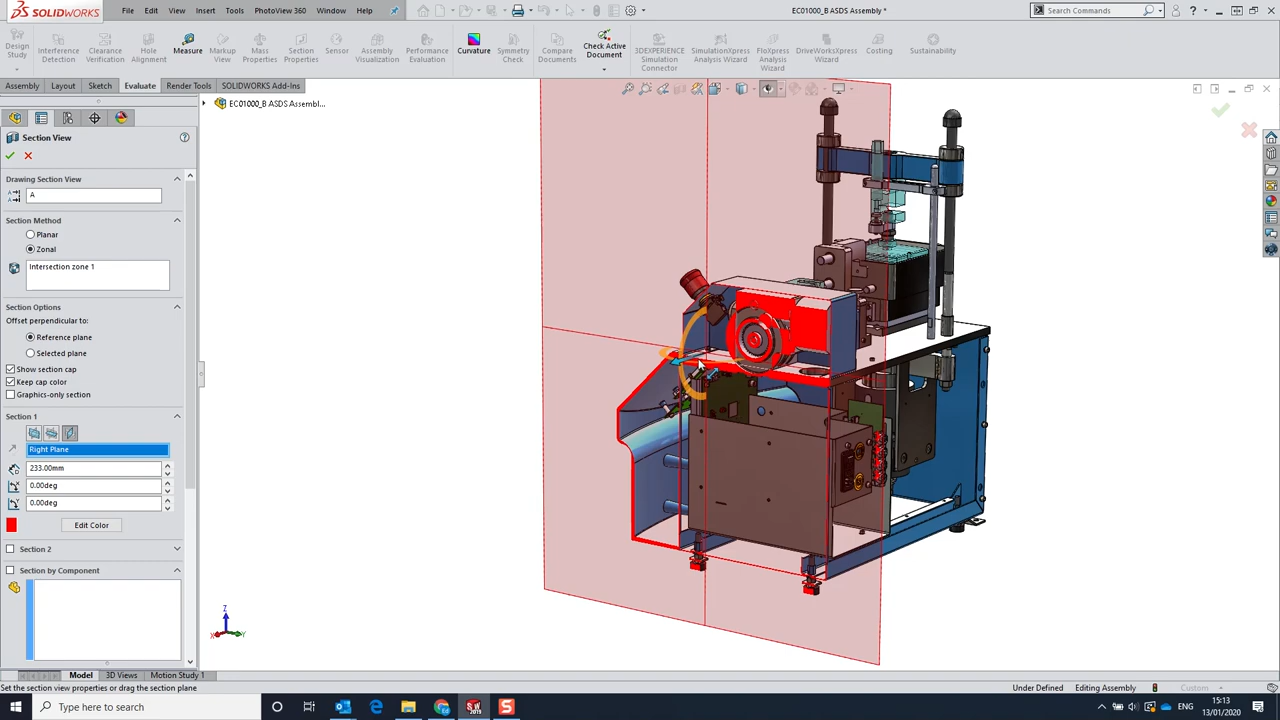 SOLIDWORKS File Edit View Insert Tools PhotoView 360 Window Help EC01000_B ASDS Assembly * Search Commands
Design Study
Interference Detection
Clearance Verification
Hole Alignment
Measure
Markup View
Mass Properties
Section Properties
Sensor
Assembly Visualization
Performance Evaluation
Curvature
Symmetry Check
Compare Documents
Check Active Document
3DEXPERIENCE Simulation Connector
SimulationXpress Analysis Wizard
FloXpress Analysis Wizard
DriveWorksXpress Wizard
Costing
Sustainability
Assembly Layout Sketch Evaluate Render Tools SOLIDWORKS Add-Ins
EC01000_B ASDS Assembl...
Section View
Drawing Section View
A
Section Method
Planar
Zonal
Intersection zone 1
Section Options
Offset perpendicular to:
Reference plane
Selected plane
Show section cap
Keep cap color
Graphics-only section
Section 1
Right Plane
233.00mm
0.00deg
0.00deg
Edit Color
Section 2
Section by Component
Z
X Y
Model 3D Views Motion Study 1
Set the section view properties or drag the section plane Under Defined Editing Assembly Custom
Type here to search
15:13
13/01/2020